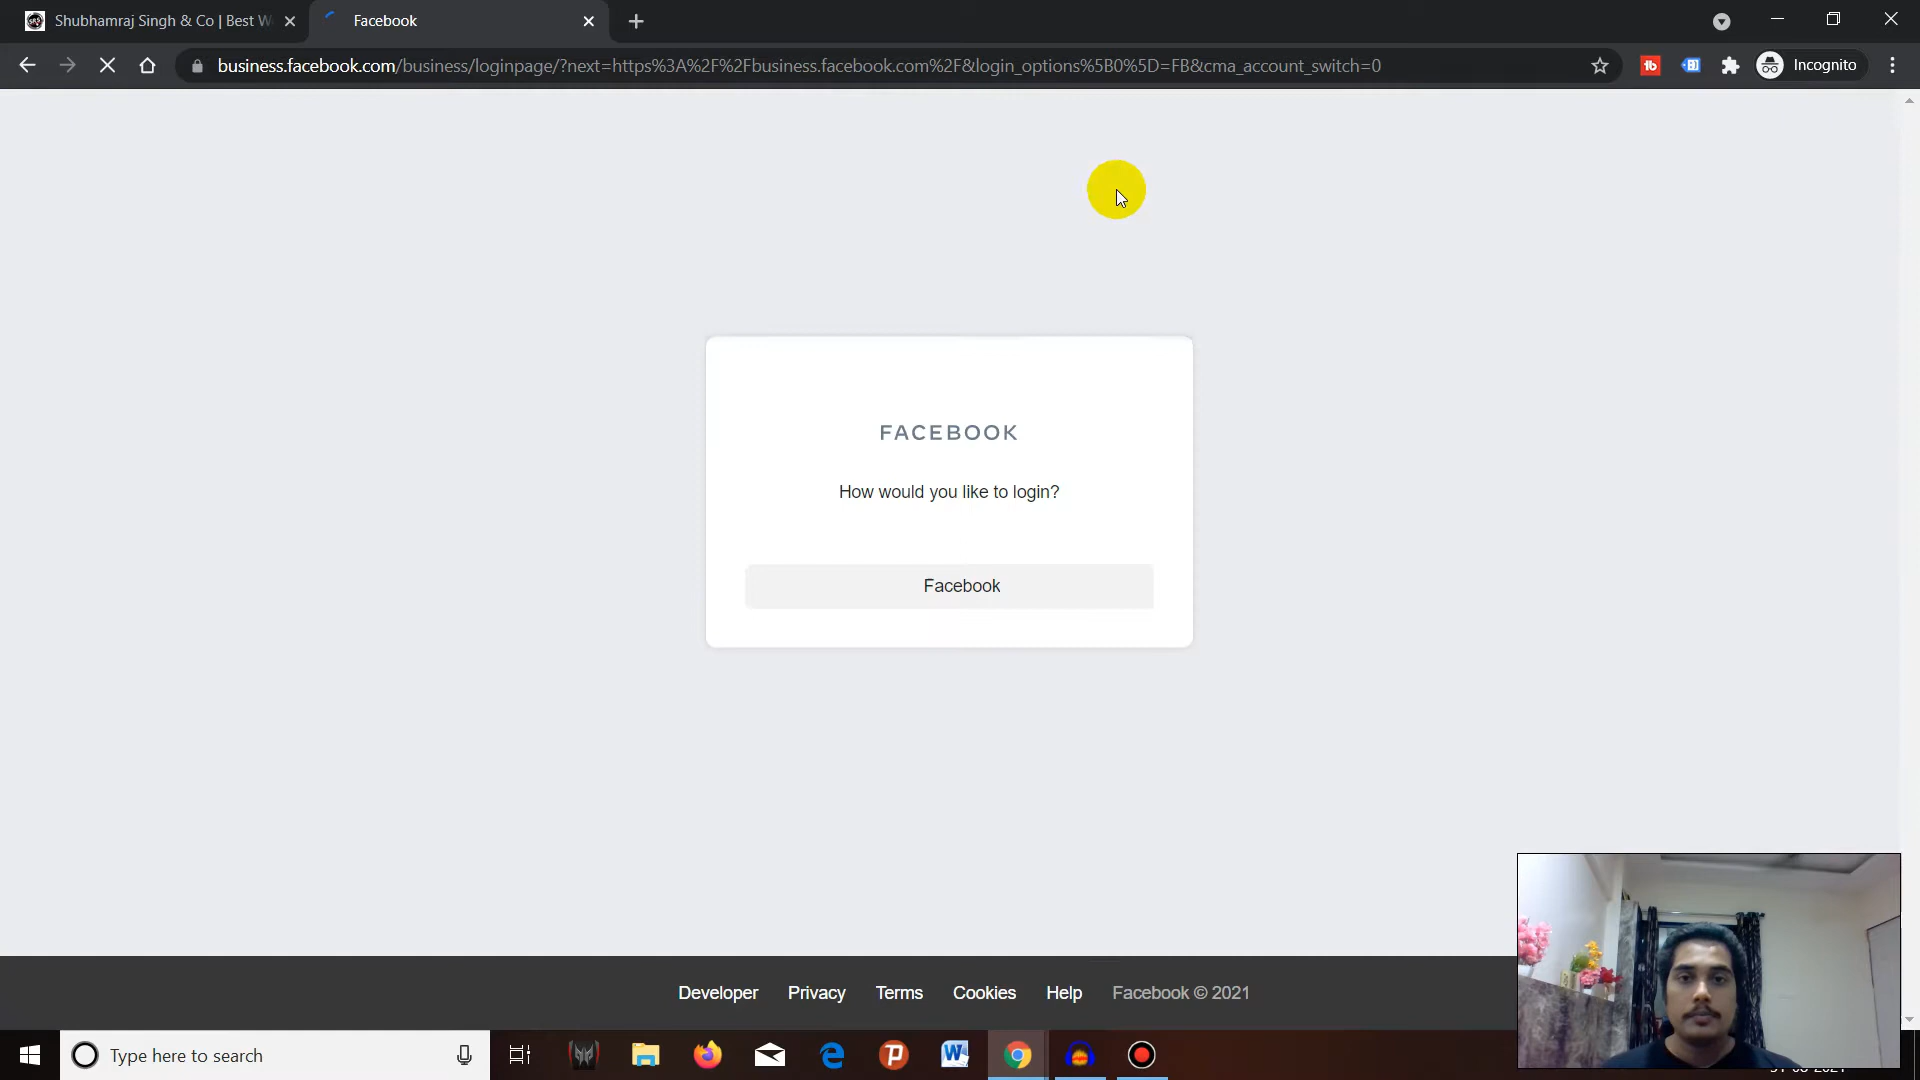 Shubhamraj Singh & Co | Best W
Facebook
business.facebook.com/business/loginpage/?next=https%3A%2F%2Fbusiness.facebook.com%2F&login_options%5B0%5D=FB&cma_account_switch=0
Incognito
FACEBOOK
How would you like to login?
Facebook
Developer Privacy Terms Cookies Help Facebook © 2021
Type here to search